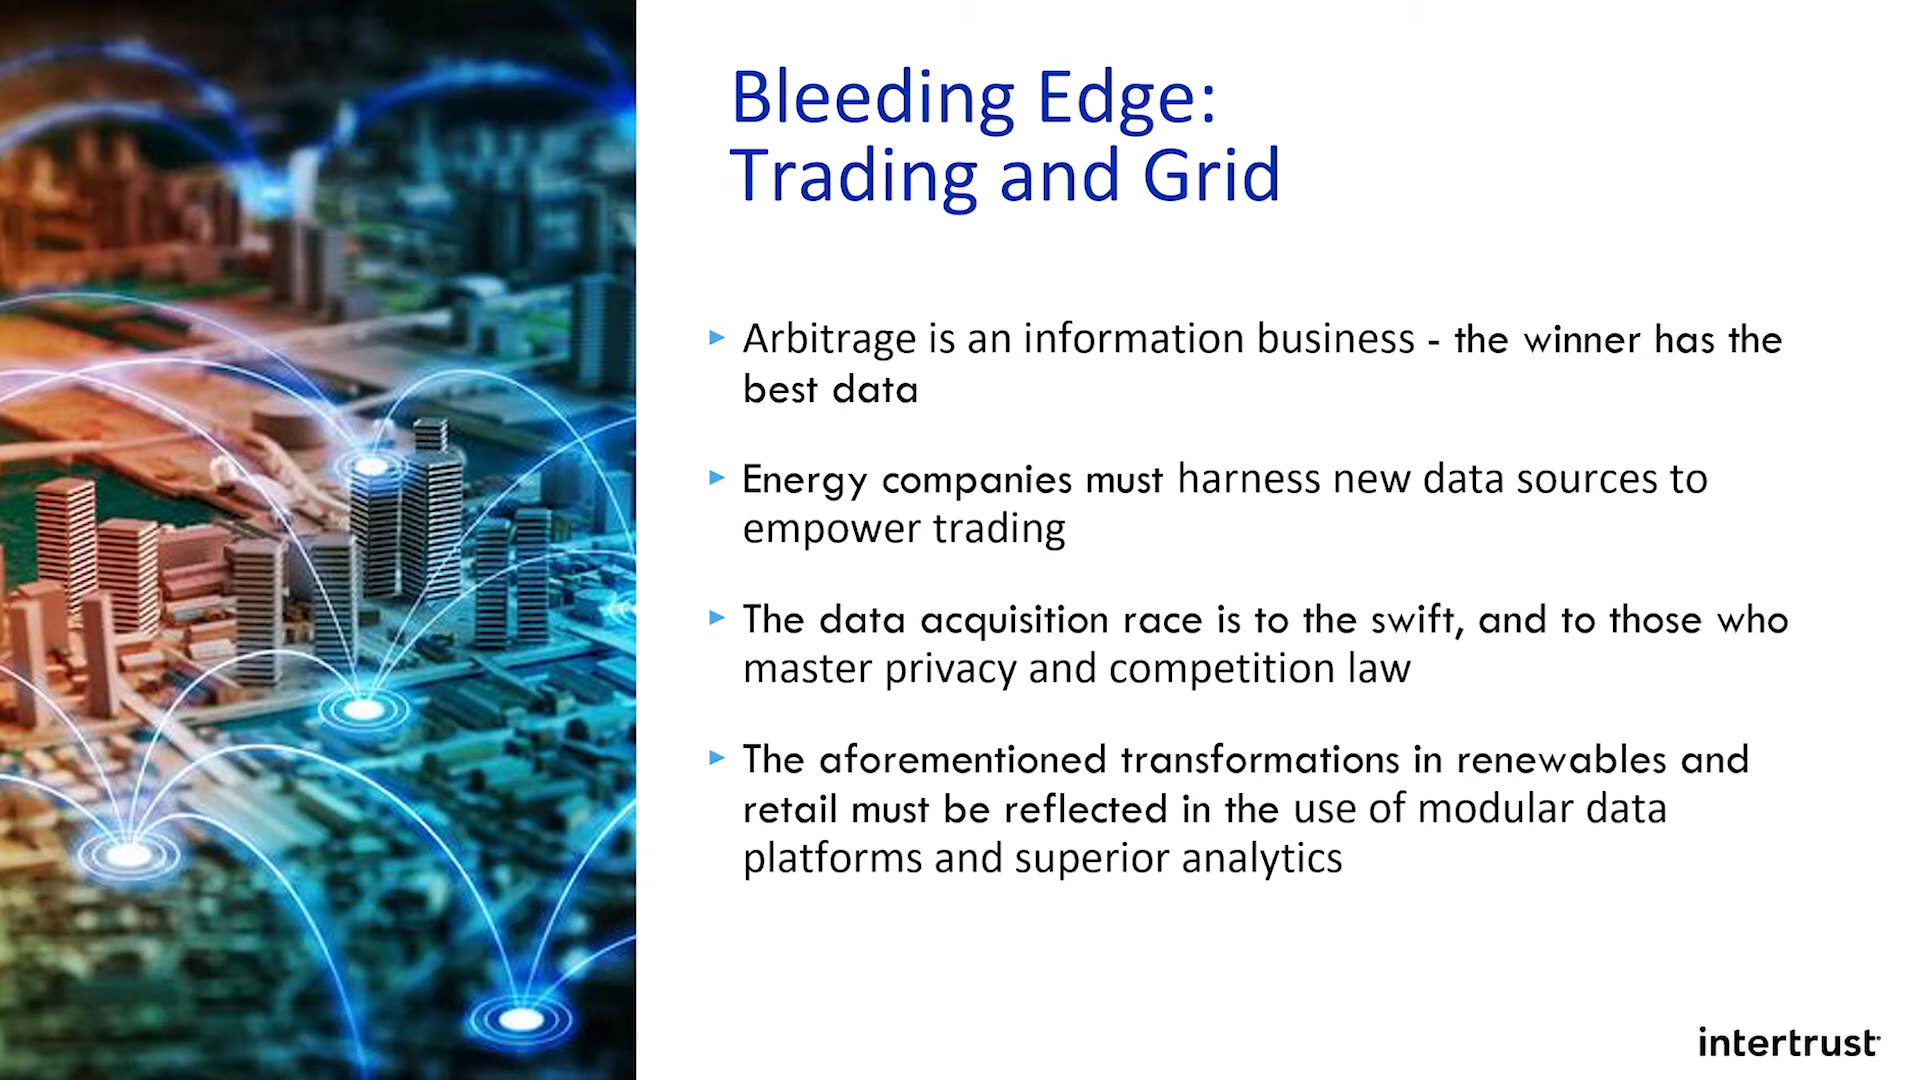 Bleeding Edge:
Trading and Grid
Arbitrage is an information business - the winner has the
best data
Energy companies must harness new data sources to
empower trading
The data acquisition race is to the swift, and to those who
master privacy and competition law
The aforementioned transformations in renewables and
retail must be reflected in the use of modular data
platforms and superior analytics
intertrust